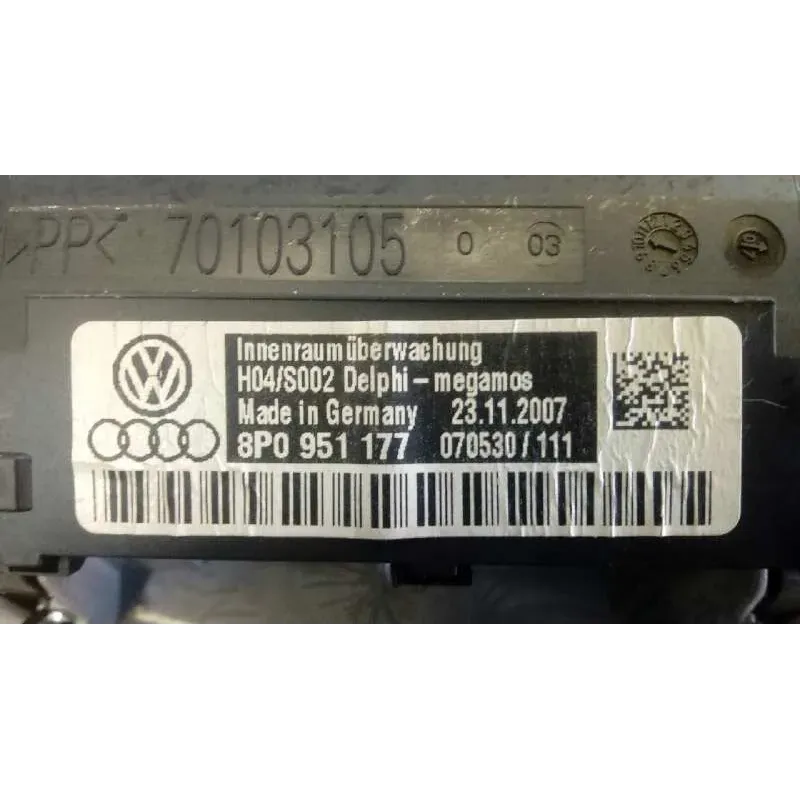 >PP< 70103105 0 03
Innenraumüberwachung
H04/S002 Delphi-megamos
Made in Germany 23.11.2007
8P0 951 177 070530/111